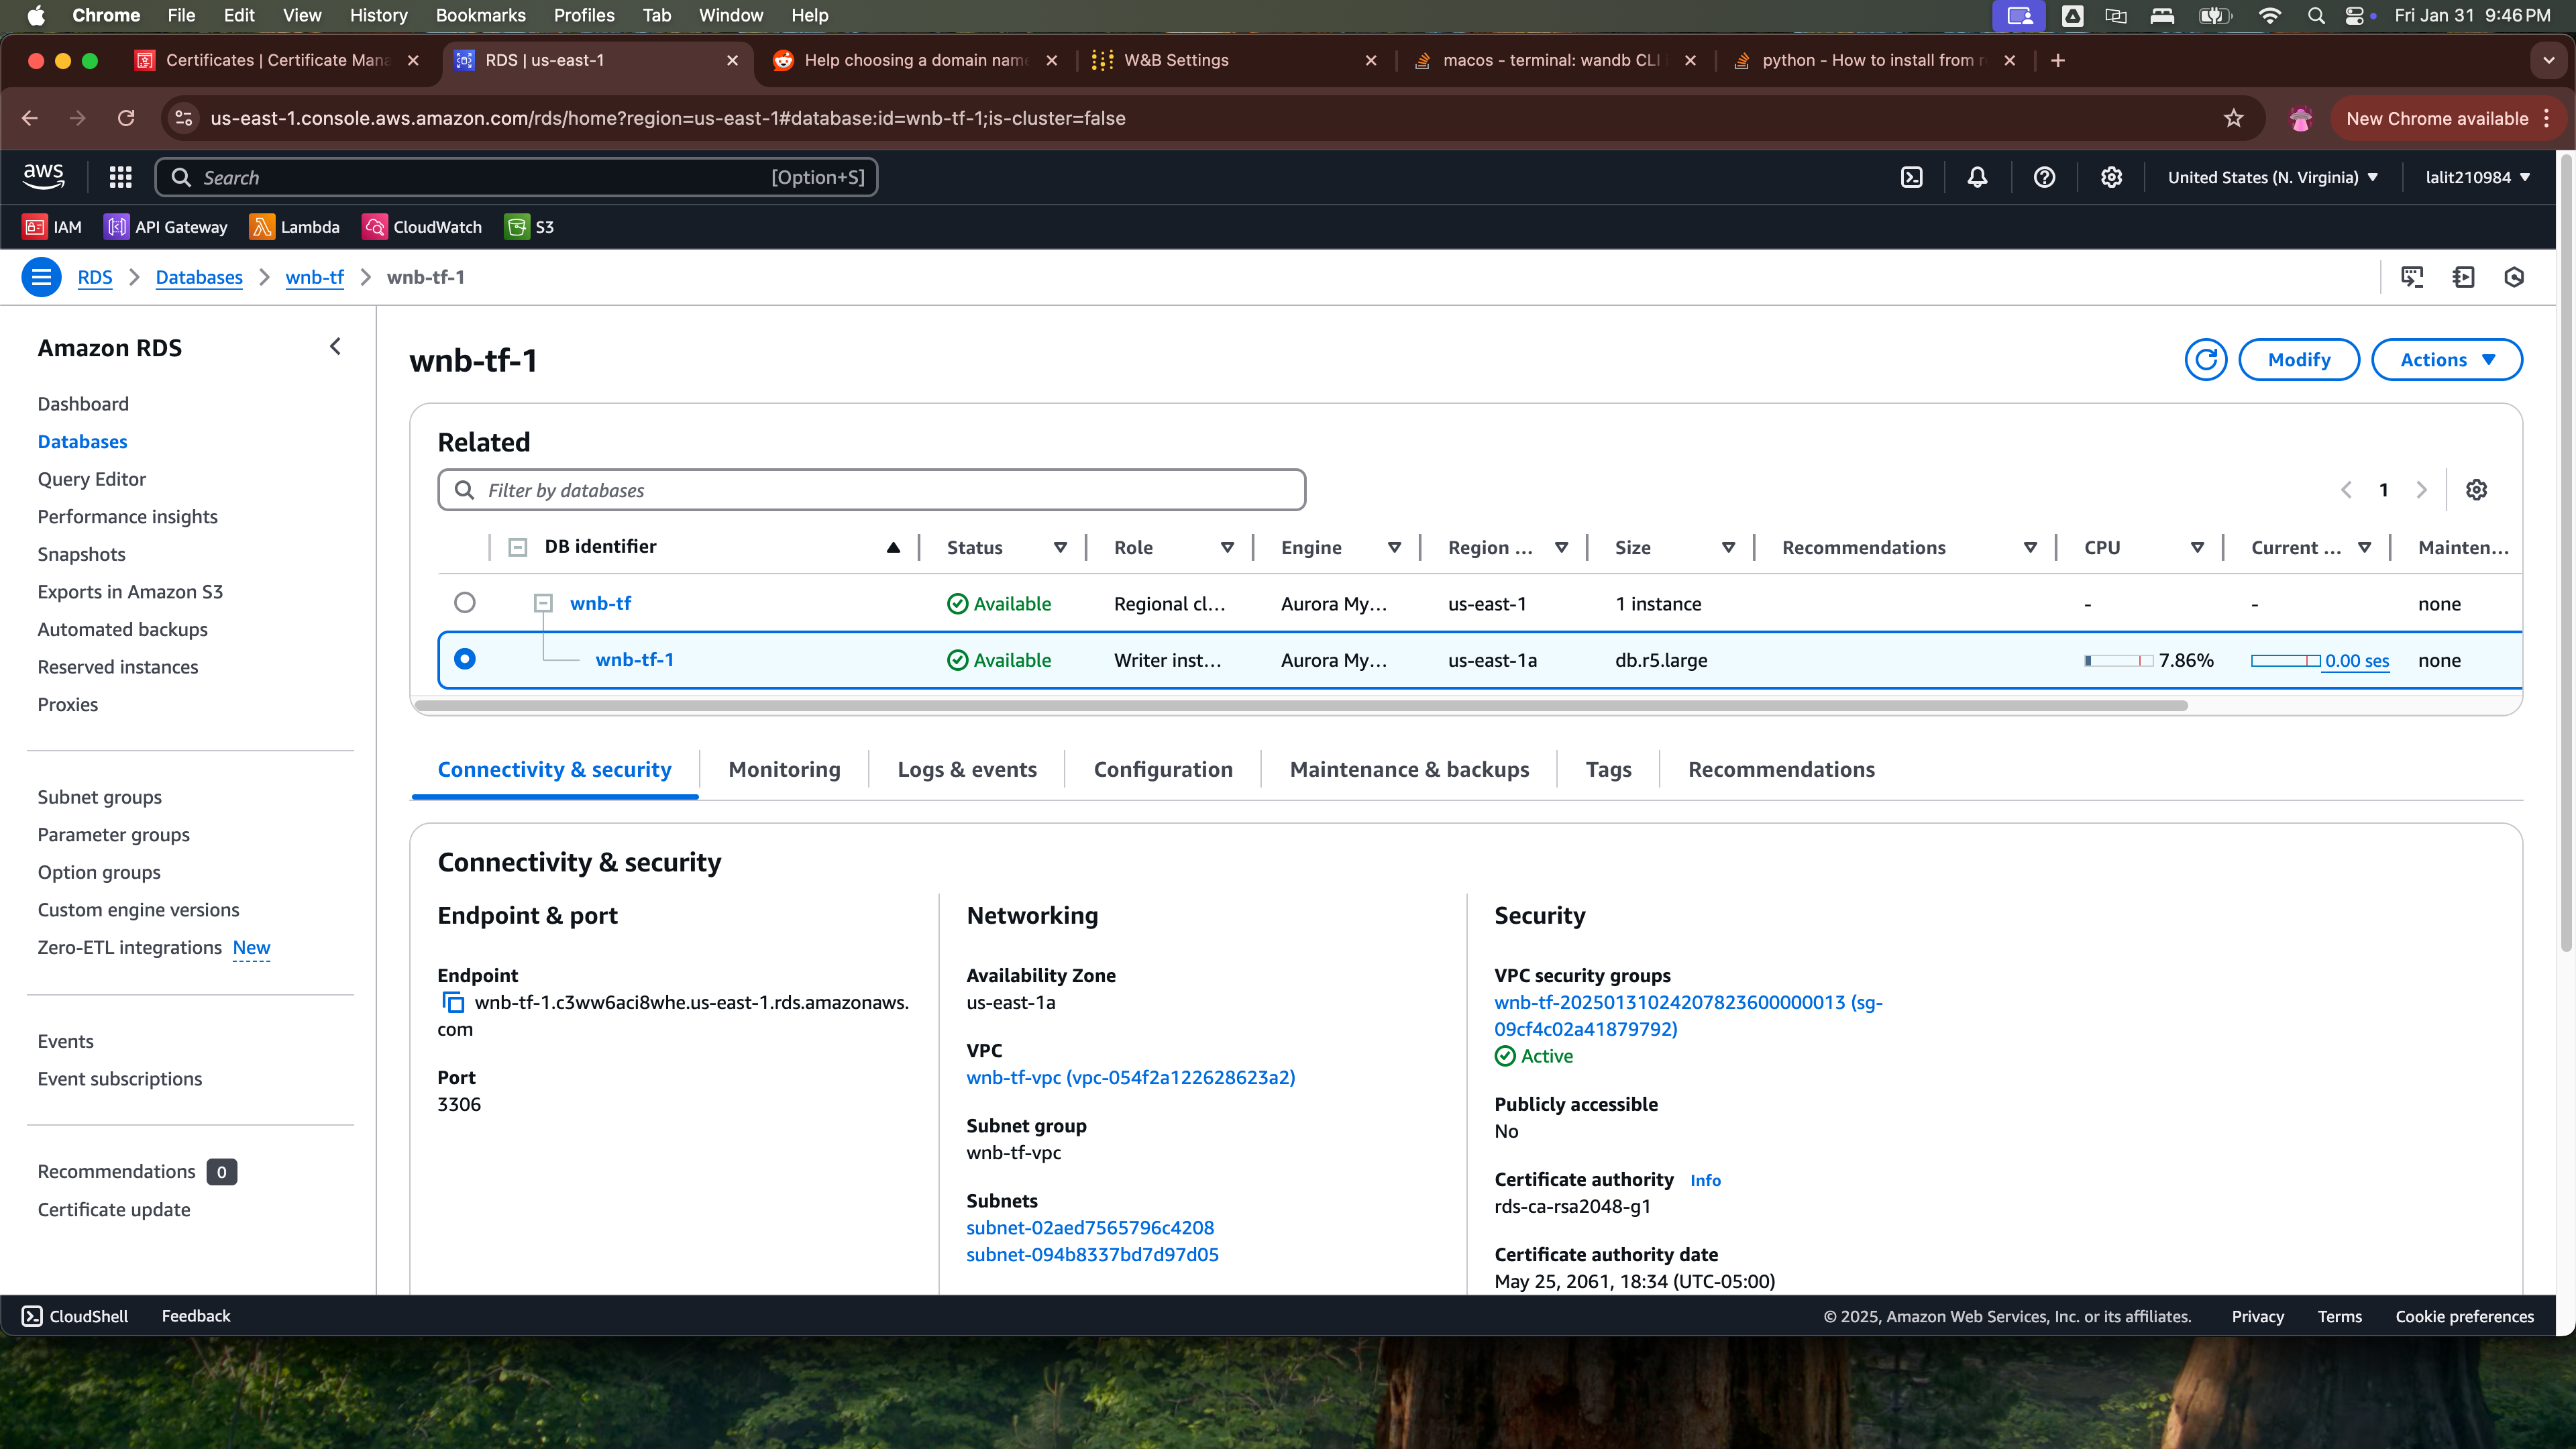 Chrome File Edit View History Bookmarks Profiles Tab Window Help Fri Jan 31 9:46 PM
Certificates | Certificate Mana RDS | us-east-1 Help choosing a domain name W&B Settings macos - terminal: wandb CLI python - How to install from r
us-east-1.console.aws.amazon.com/rds/home?region=us-east-1#database:id=wnb-tf-1;is-cluster=false New Chrome available
aws Search [Option+S] United States (N. Virginia) lalit210984
IAM API Gateway Lambda CloudWatch S3
RDS Databases wnb-tf wnb-tf-1
Amazon RDS
Dashboard
Databases
Query Editor
Performance insights
Snapshots
Exports in Amazon S3
Automated backups
Reserved instances
Proxies
Subnet groups
Parameter groups
Option groups
Custom engine versions
Zero-ETL integrations New
Events
Event subscriptions
Recommendations 0
Certificate update
wnb-tf-1
Modify Actions
Related
Filter by databases
1
DB identifier Status Role Engine Region ... Size Recommendations CPU Current ... Mainten...
wnb-tf Available Regional cl... Aurora My... us-east-1 1 instance - - none
wnb-tf-1 Available Writer inst... Aurora My... us-east-1a db.r5.large 7.86% 0.00 ses none
Connectivity & security Monitoring Logs & events Configuration Maintenance & backups Tags Recommendations
Connectivity & security
Endpoint & port
Endpoint
wnb-tf-1.c3ww6aci8whe.us-east-1.rds.amazonaws.
com
Port
3306
Networking
Availability Zone
us-east-1a
VPC
wnb-tf-vpc (vpc-054f2a122628623a2)
Subnet group
wnb-tf-vpc
Subnets
subnet-02aed7565796c4208
subnet-094b8337bd7d97d05
Security
VPC security groups
wnb-tf-20250131024207823600000013 (sg-
09cf4c02a41879792)
Active
Publicly accessible
No
Certificate authority Info
rds-ca-rsa2048-g1
Certificate authority date
May 25, 2061, 18:34 (UTC-05:00)
CloudShell Feedback © 2025, Amazon Web Services, Inc. or its affiliates. Privacy Terms Cookie preferences